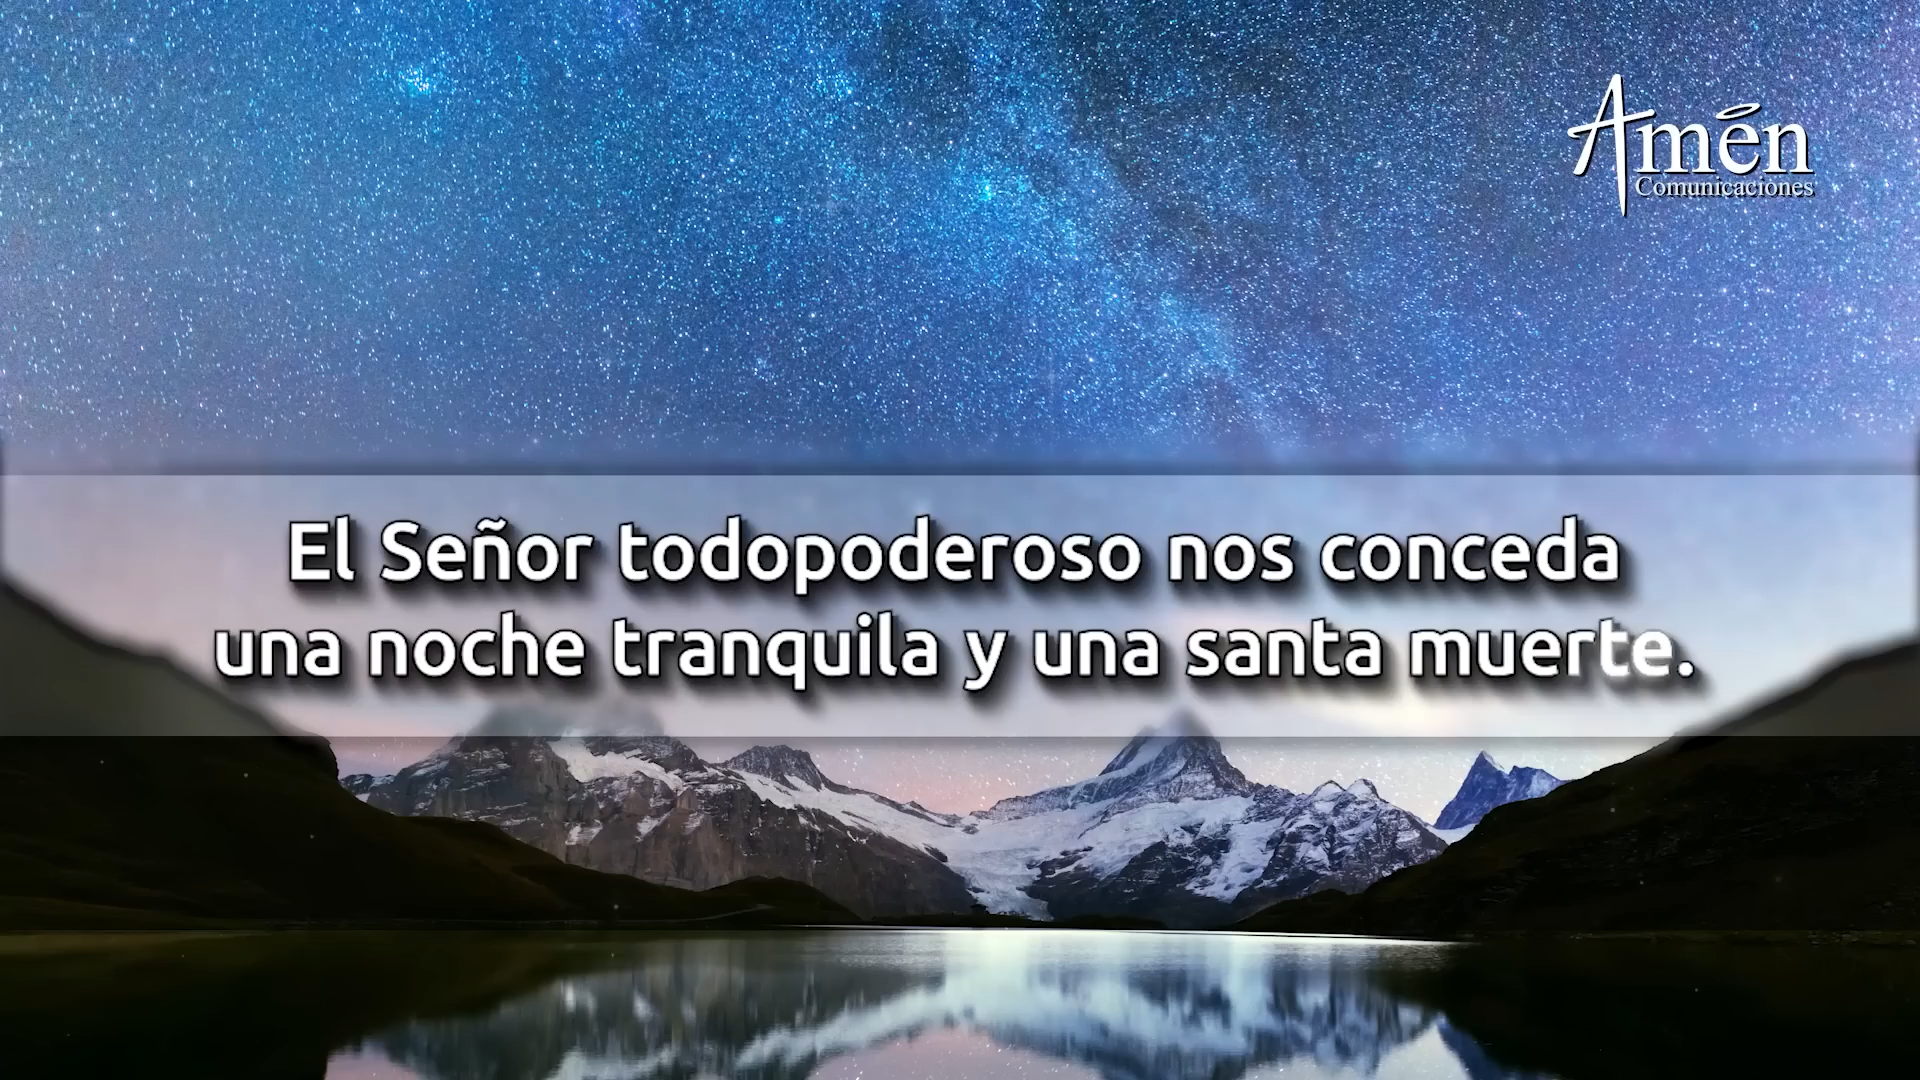 Amén
Comunicaciones
El Señor todopoderoso nos conceda
una noche tranquila y una santa muerte.